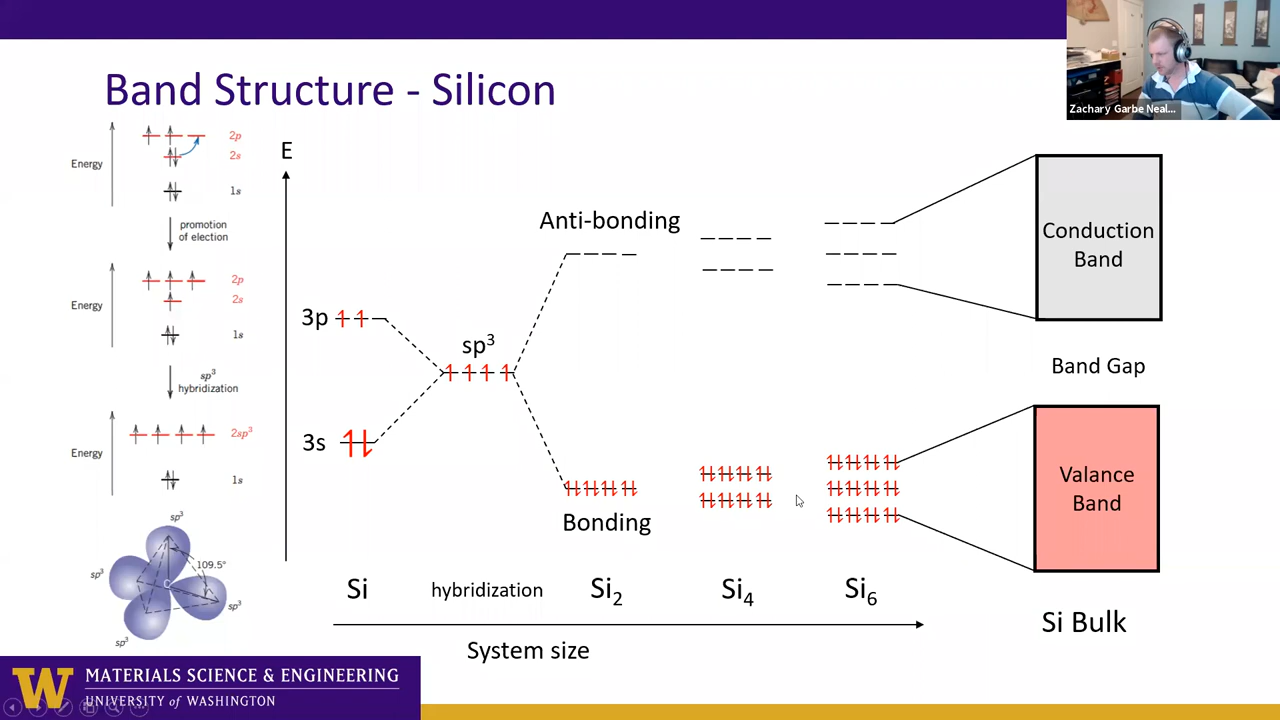 Band Structure - Silicon
Zachary Garbe Neal...
Energy
2p
2s
1s
promotion
of election
Energy
2p
2s
1s
sp3
hybridization
Energy
2sp3
1s
sp3
109.5°
sp3
C
sp3
sp3
E
3p
3s
sp3
Anti-bonding
Bonding
Conduction
Band
Band Gap
Valance
Band
Si
hybridization
Si2
Si4
Si6
Si Bulk
System size
W
MATERIALS SCIENCE & ENGINEERING
UNIVERSITY of WASHINGTON